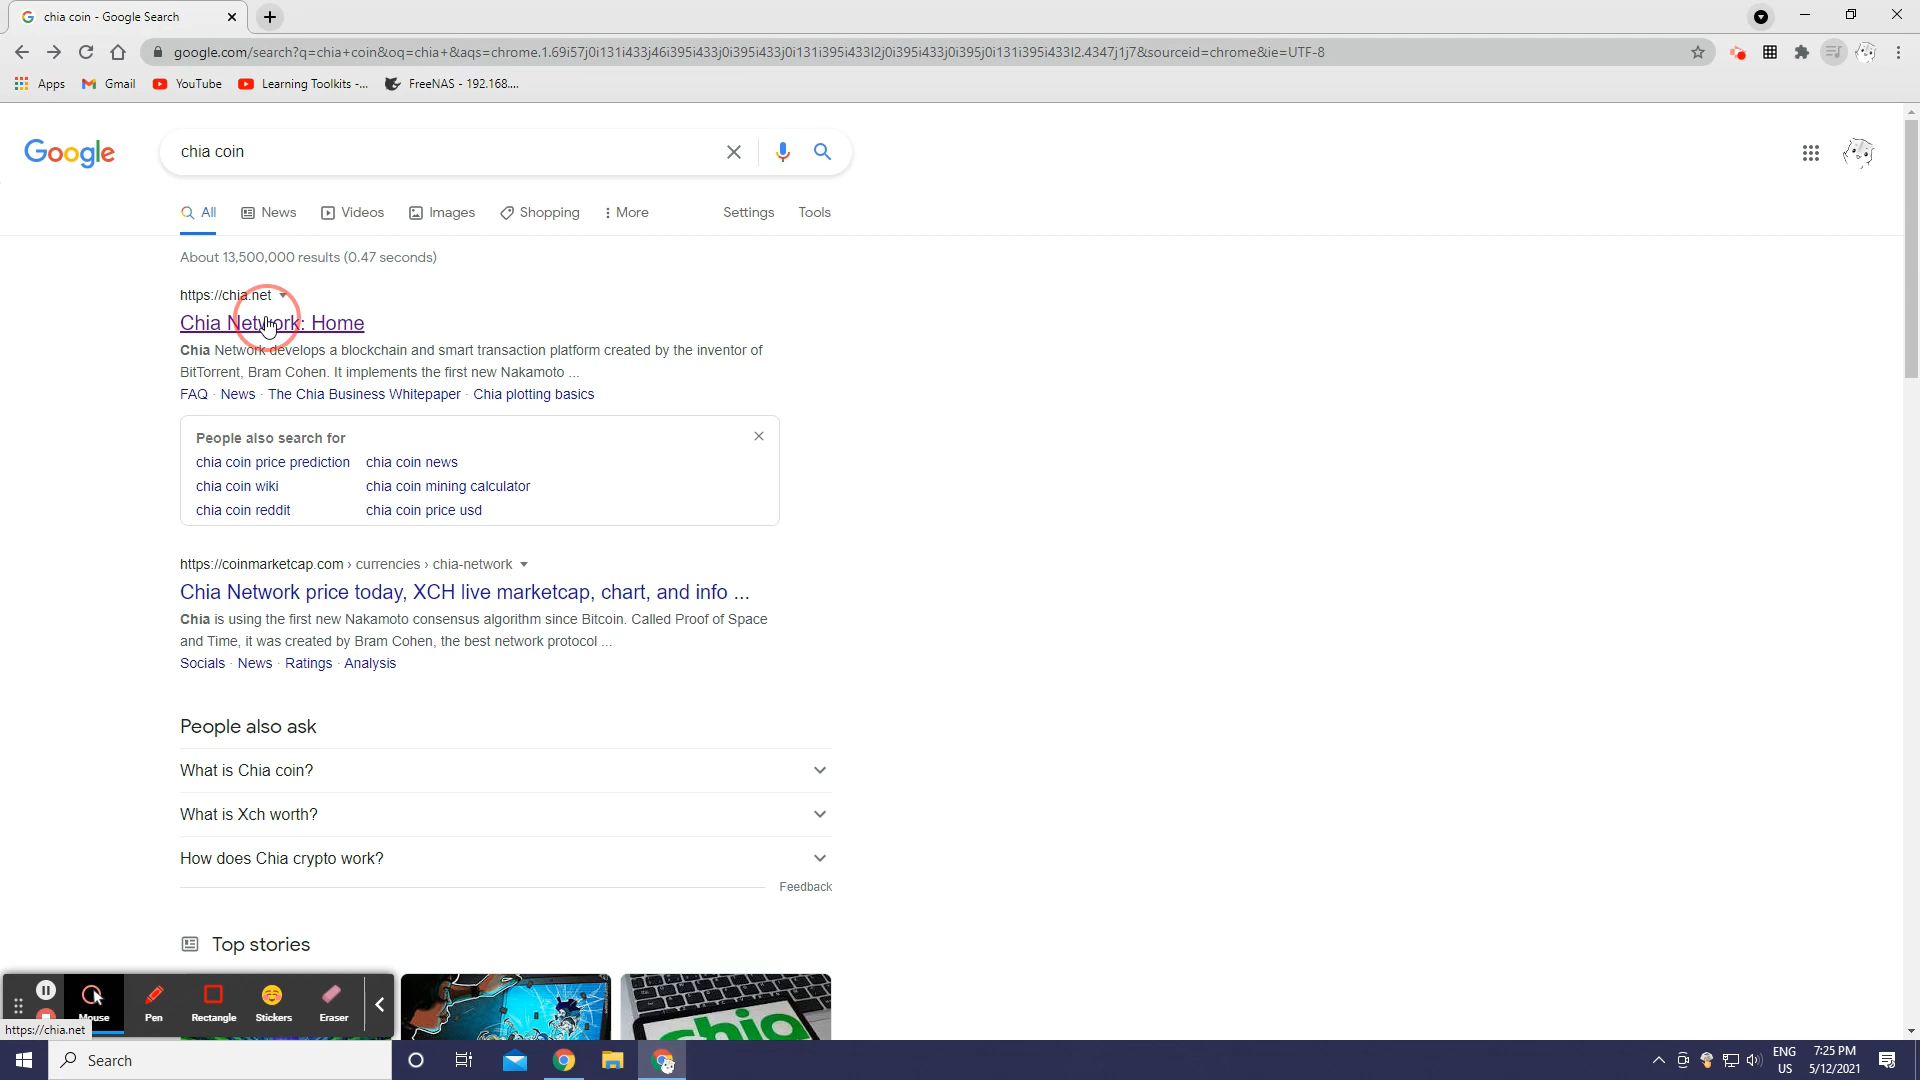 chia coin - Google Search
google.com/search?q=chia+coin&oq=chia+&aqs=chrome.1.69i57j0i131i433j46i395i433j0i395i433j0i131i395i433l2j0i395i433j0i395j0i131i395i433l2.4347j1j7&sourceid=chrome&ie=UTF-8
Apps Gmail YouTube Learning Toolkits -... FreeNAS - 192.168....
Google chia coin
All News Videos Images Shopping More Settings Tools
About 13,500,000 results (0.47 seconds)
https://chia.net
Chia Network: Home
Chia Network develops a blockchain and smart transaction platform created by the inventor of
BitTorrent, Bram Cohen. It implements the first new Nakamoto ...
FAQ · News · The Chia Business Whitepaper · Chia plotting basics
People also search for
chia coin price prediction chia coin news
chia coin wiki chia coin mining calculator
chia coin reddit chia coin price usd
https://coinmarketcap.com › currencies › chia-network
Chia Network price today, XCH live marketcap, chart, and info ...
Chia is using the first new Nakamoto consensus algorithm since Bitcoin. Called Proof of Space
and Time, it was created by Bram Cohen, the best network protocol ...
Socials · News · Ratings · Analysis
People also ask
What is Chia coin?
What is Xch worth?
How does Chia crypto work?
Feedback
Top stories
Mouse Pen Rectangle Stickers Eraser
chia
https://chia.net
Search
ENG 7:25 PM
US 5/12/2021